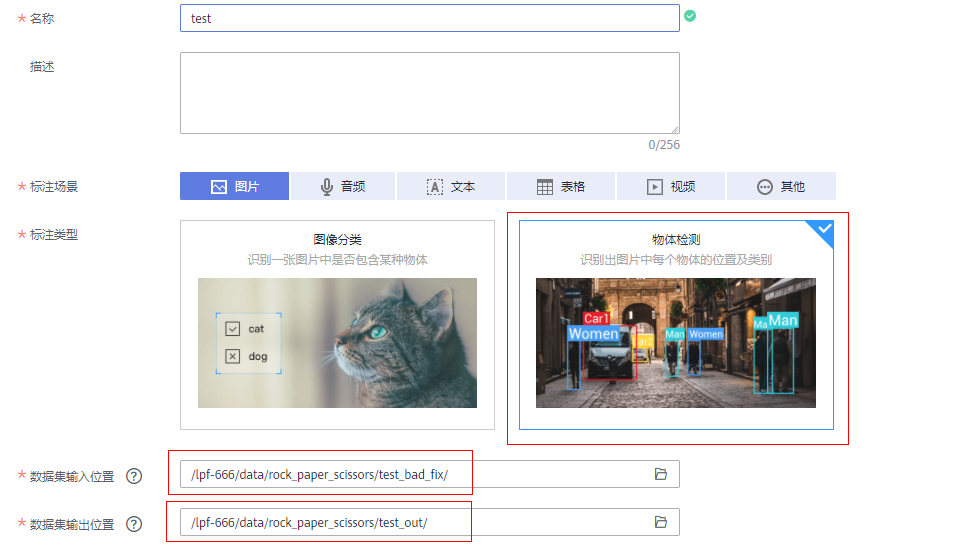 * 名称
test
描述
0/256
* 标注场景
图片
音频
文本
表格
视频
其他
* 标注类型
图像分类
识别一张图片中是否包含某种物体
cat
dog
物体检测
识别出图片中每个物体的位置及类别
Car1
Women
Car2
Man
Women
Ma
Man
* 数据集输入位置
/lpf-666/data/rock_paper_scissors/test_bad_fix/
* 数据集输出位置
/lpf-666/data/rock_paper_scissors/test_out/